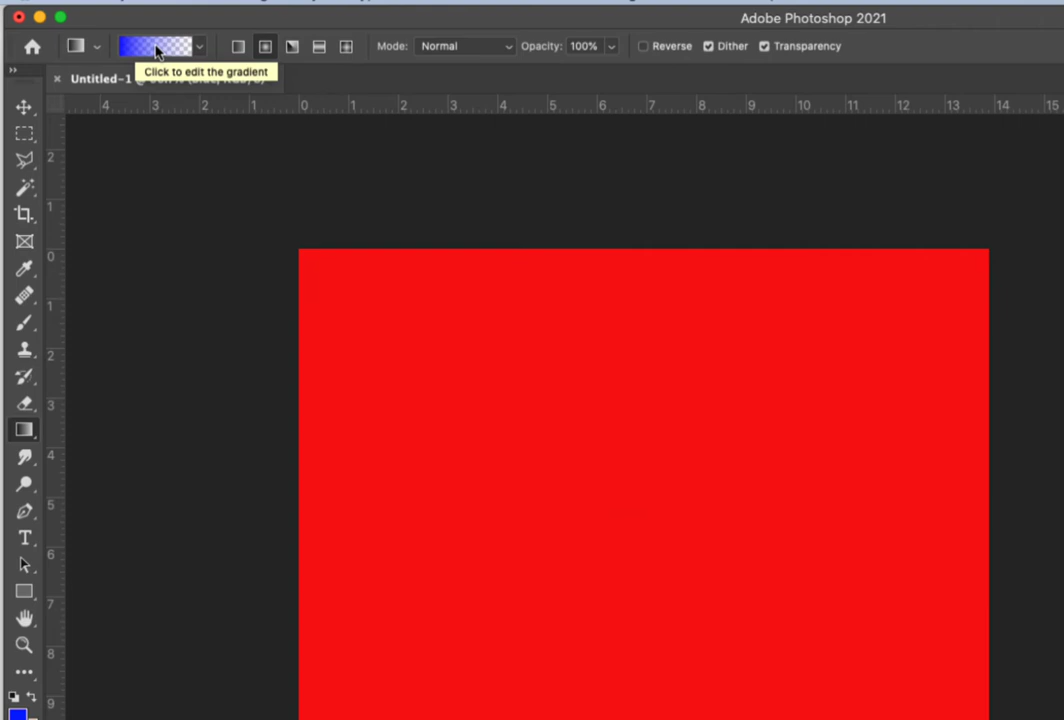 Adobe Photoshop 2021
Mode: Normal Opacity: 100% Reverse Dither Transparency
Click to edit the gradient
Untitled-1 @
4 3 2 1 0 1 2 3 4 5 6 7 8 9 10 11 12 13 14 15
2
1
0
1
2
3
4
5
6
7
8
9
T